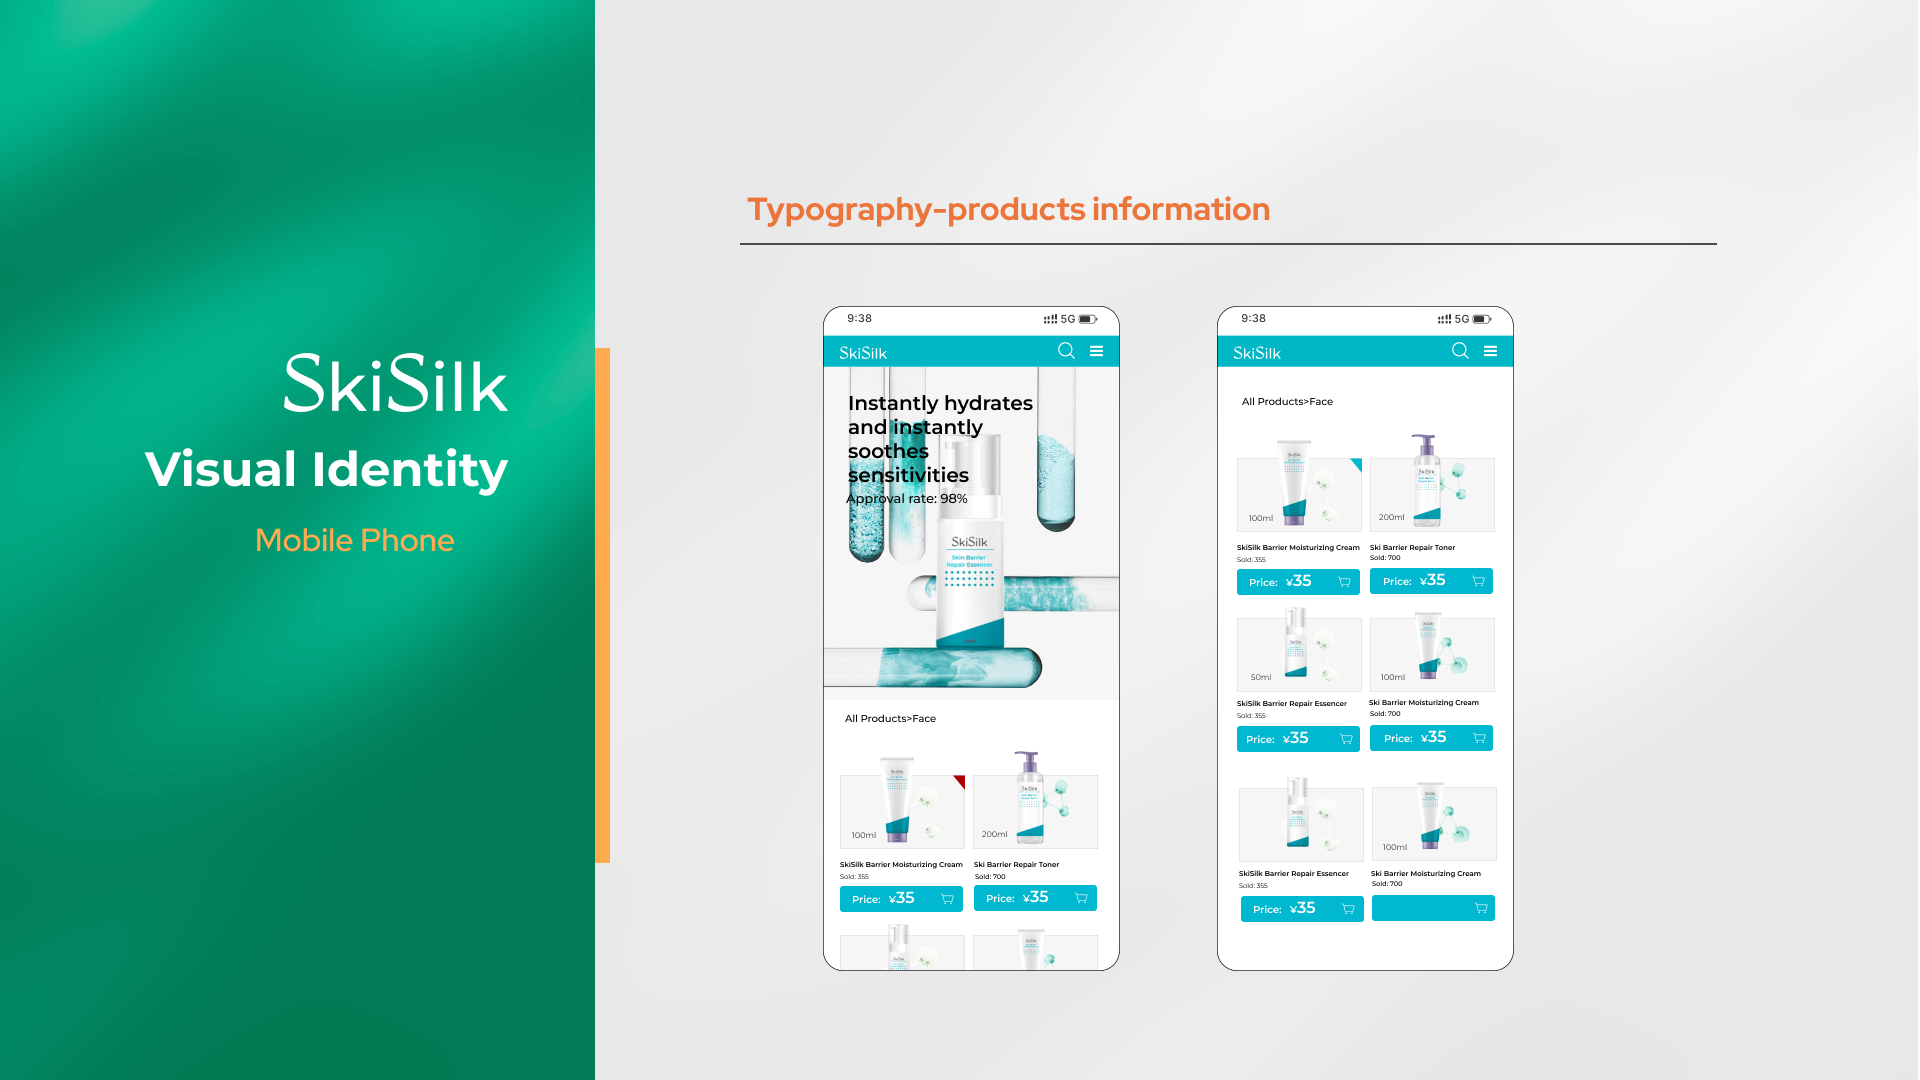 SkiSilk
Visual Identity
Mobile Phone
Typography-products information
9:38
5G
SkiSilk
Instantly hydrates
and instantly
soothes
sensitivities
Approval rate: 98%
SkiSilk
Skin Barrier
Repair Essencer
All Products>Face
100ml
200ml
SkiSilk Barrier Moisturizing Cream
Ski Barrier Repair Toner
Sold: 355
Sold: 700
Price: ¥35
Price: ¥35
9:38
5G
SkiSilk
All Products>Face
SkiSilk
100ml
200ml
SkiSilk Barrier Moisturizing Cream
Ski Barrier Repair Toner
Sold: 355
Sold: 700
Price: ¥35
Price: ¥35
50ml
100ml
SkiSilk Barrier Repair Essencer
Ski Barrier Moisturizing Cream
Sold: 355
Sold: 700
Price: ¥35
Price: ¥35
100ml
SkiSilk Barrier Repair Essencer
Ski Barrier Moisturizing Cream
Sold: 355
Sold: 700
Price: ¥35